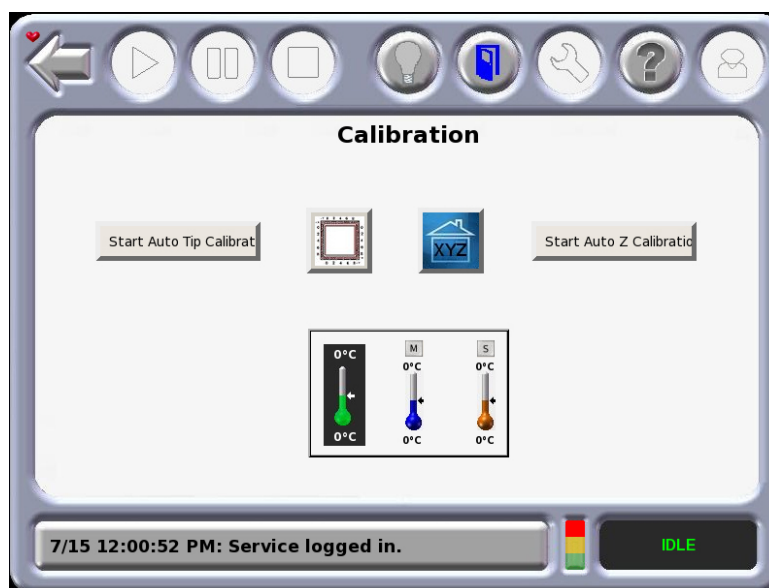 ?
Calibration
Start Auto Tip Calibrat
XYZ
Start Auto Z Calibratio
0°C
M
0°C
S
0°C
0°C
0°C
0°C
7/15 12:00:52 PM: Service logged in.
IDLE